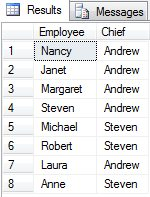 Results Messages
Employee Chief
1 Nancy Andrew
2 Janet Andrew
3 Margaret Andrew
4 Steven Andrew
5 Michael Steven
6 Robert Steven
7 Laura Andrew
8 Anne Steven